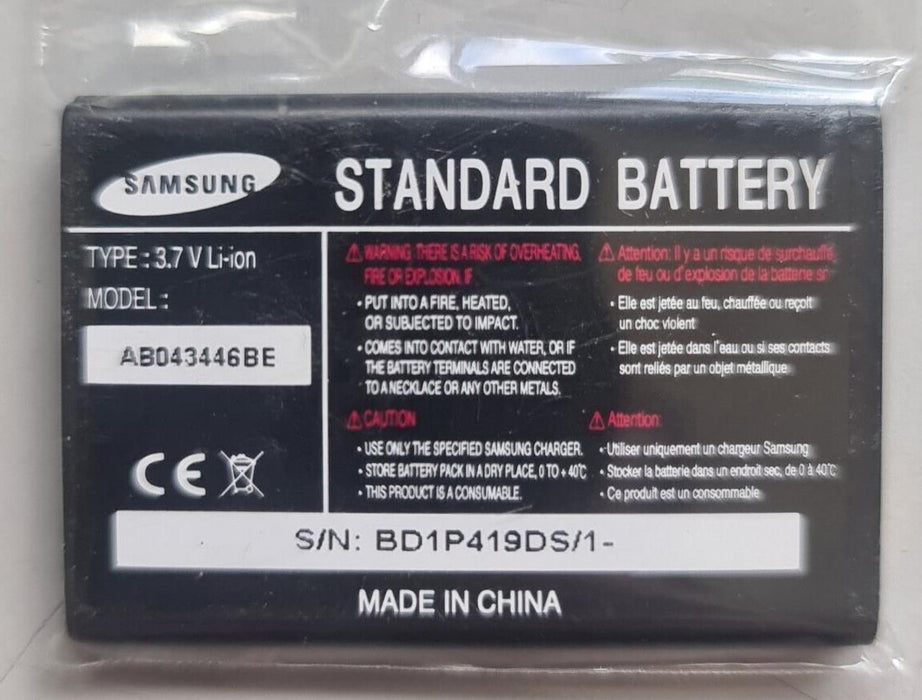 SAMSUNG
STANDARD BATTERY
TYPE : 3.7 V Li-ion
MODEL :
AB043446BE
WARNING THERE IS A RISK OF OVERHEATING,
FIRE OR EXPLOSION, IF
• PUT INTO A FIRE, HEATED,
OR SUBJECTED TO IMPACT.
• COMES INTO CONTACT WITH WATER, OR IF
THE BATTERY TERMINALS ARE CONNECTED
TO A NECKLACE OR ANY OTHER METALS.
CAUTION
• USE ONLY THE SPECIFIED SAMSUNG CHARGER.
• STORE BATTERY PACK IN A DRY PLACE, 0 TO + 40℃
• THIS PRODUCT IS A CONSUMABLE.
Attention: Il y a un risque de surchauffe,
de feu ou d'explosion de la batterie si
• Elle est jetée au feu, chauffée ou reçoit
un choc violent
• Elle est jetée dans l'eau ou si ses contacts
sont reliés par un objet métallique
Attention:
• Utiliser uniquement un chargeur Samsung
• Stocker la batterie dans un endroit sec, de 0 à 40℃
• Ce produit est un consommable
CE
S/N: BD1P419DS/1-
MADE IN CHINA